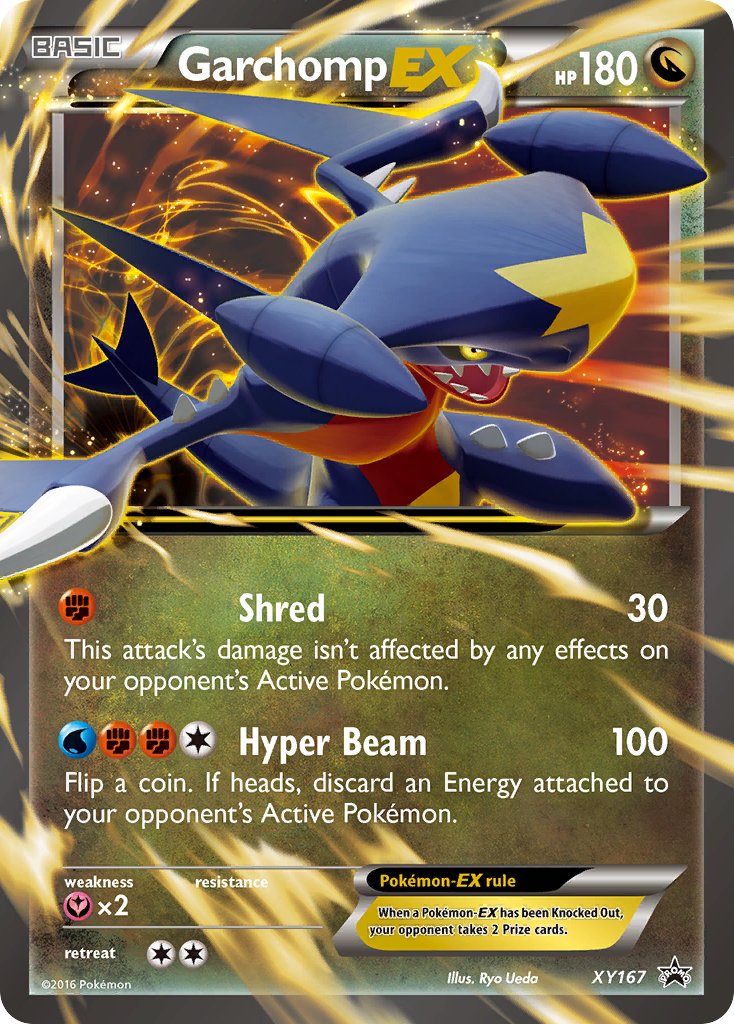 BASIC
Garchomp EX
HP 180
Shred 30
This attack's damage isn't affected by any effects on
your opponent's Active Pokémon.
Hyper Beam 100
Flip a coin. If heads, discard an Energy attached to
your opponent's Active Pokémon.
weakness resistance
×2
retreat
Pokémon-EX rule
When a Pokémon-EX has been Knocked Out,
your opponent takes 2 Prize cards.
©2016 Pokémon
Illus. Ryo Ueda
XY167
PROMO